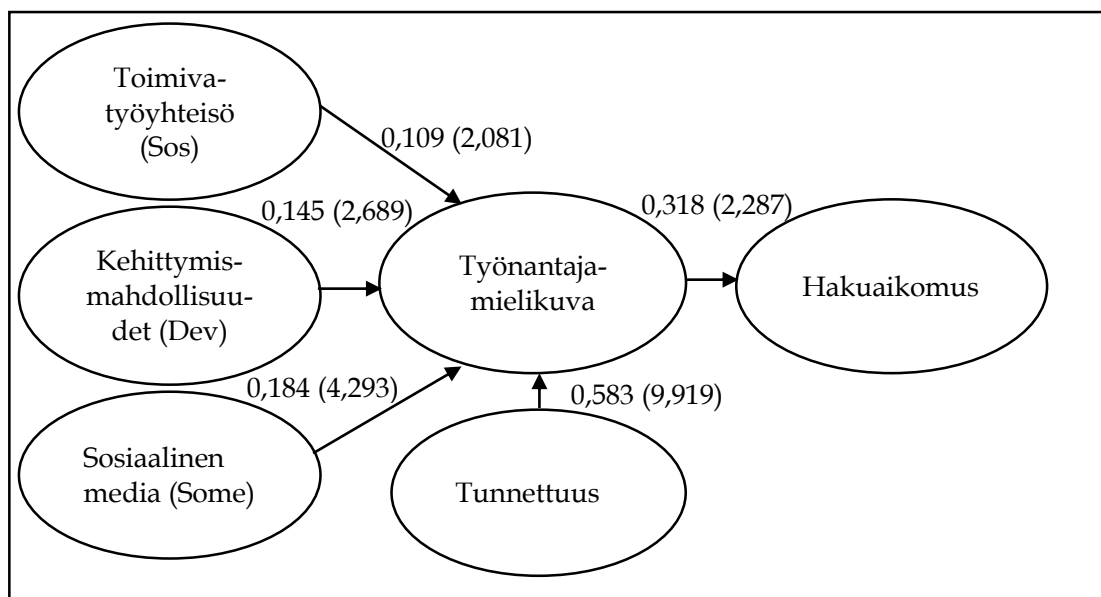 Toimiva-
työyhteisö
(Sos)
0,109 (2,081)
0,145 (2,689)
0,318 (2,287)
Kehittymis-
mahdollisuu-
det (Dev)
Työnantaja-
mielikuva
Hakuaikomus
0,184 (4,293)
0,583 (9,919)
Sosiaalinen
media (Some)
Tunnettuus